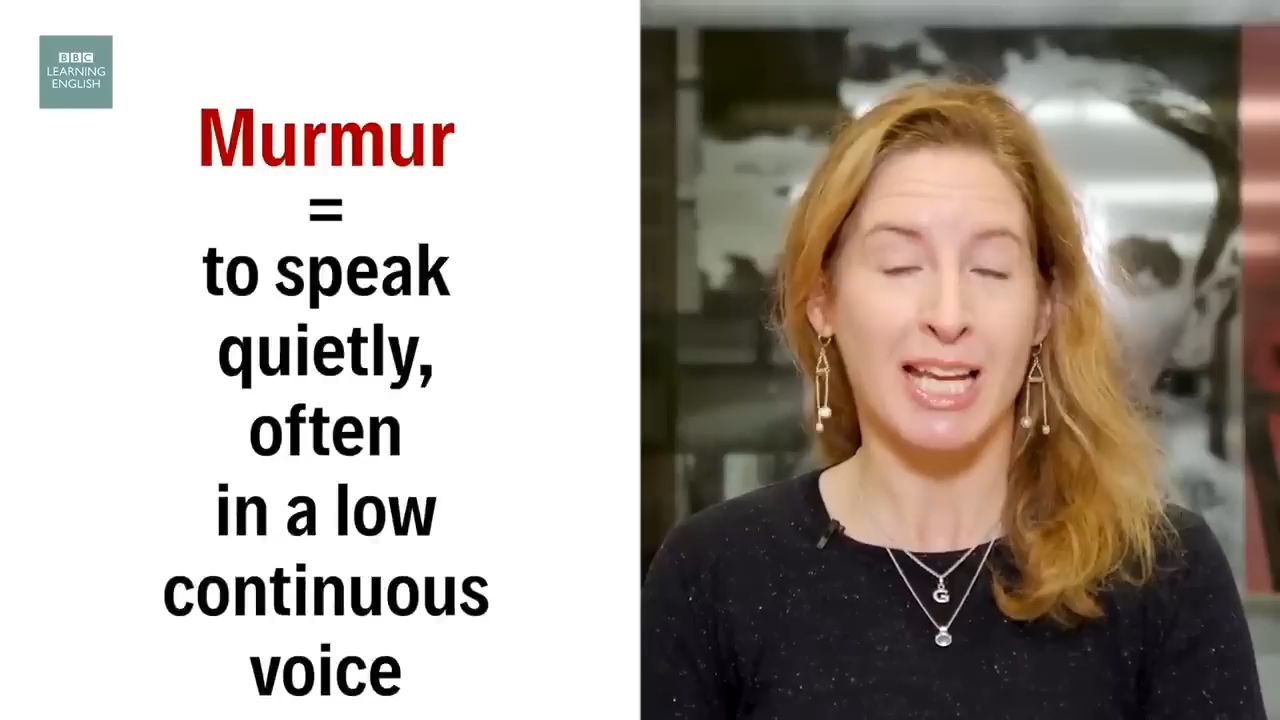 BBC
LEARNING
ENGLISH
Murmur
=
to speak
quietly,
often
in a low
continuous
voice
G